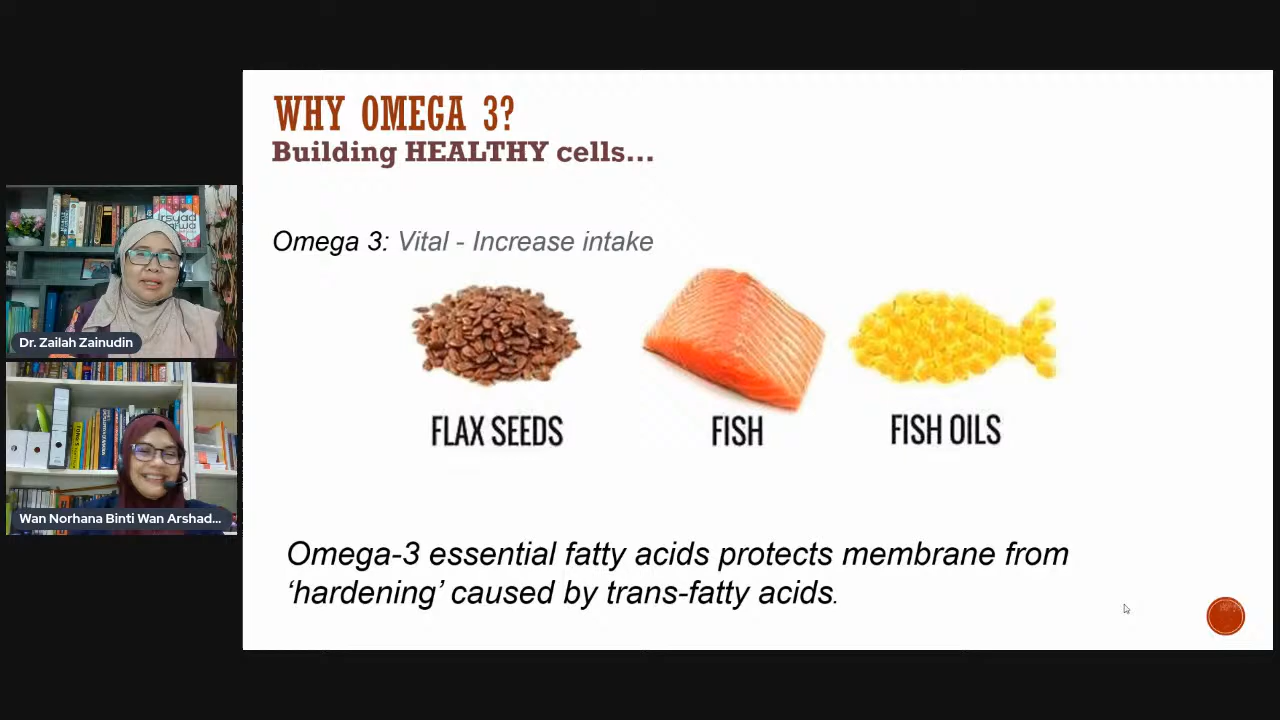 WHY OMEGA 3?
Building HEALTHY cells...
Omega 3: Vital - Increase intake
FLAX SEEDS
FISH
FISH OILS
Omega-3 essential fatty acids protects membrane from
‘hardening’ caused by trans-fatty acids.
Dr. Zailah Zainudin
Wan Norhana Binti Wan Arshad...